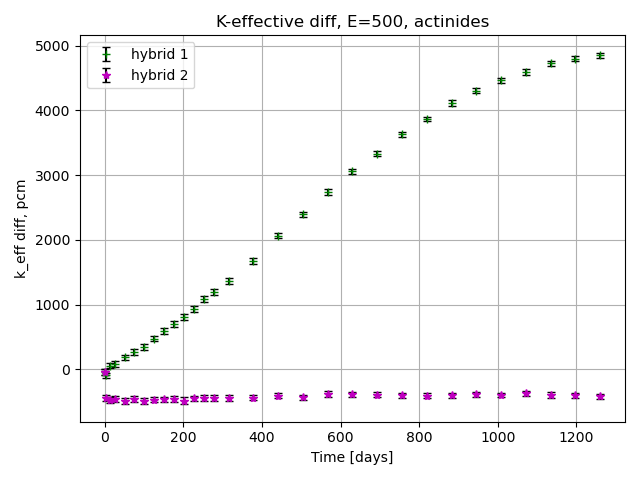 K-effective diff, E=500, actinides
hybrid 1
hybrid 2
k_eff diff, pcm
5000
4000
3000
2000
1000
0
0 200 400 600 800 1000 1200
Time [days]